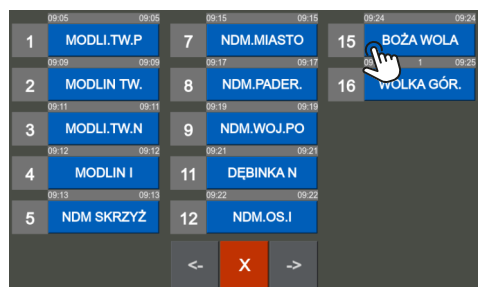 09:05 09:05
1 MODLI.TW.P
09:09 09:09
2 MODLIN TW.
09:11 09:11
3 MODLI.TW.N
09:12 09:12
4 MODLIN I
09:13 09:13
5 NDM SKRZYŻ
09:15 09:15
7 NDM.MIASTO
09:17 09:17
8 NDM.PADER.
09:19 09:19
9 NDM.WOJ.PO
09:21 09:21
11 DĘBINKA N
09:22 09:22
12 NDM.OS.I
09:24 09:24
15 BOŻA WOLA
1 09:25
16 WÓLKA GÓR.
<- X ->